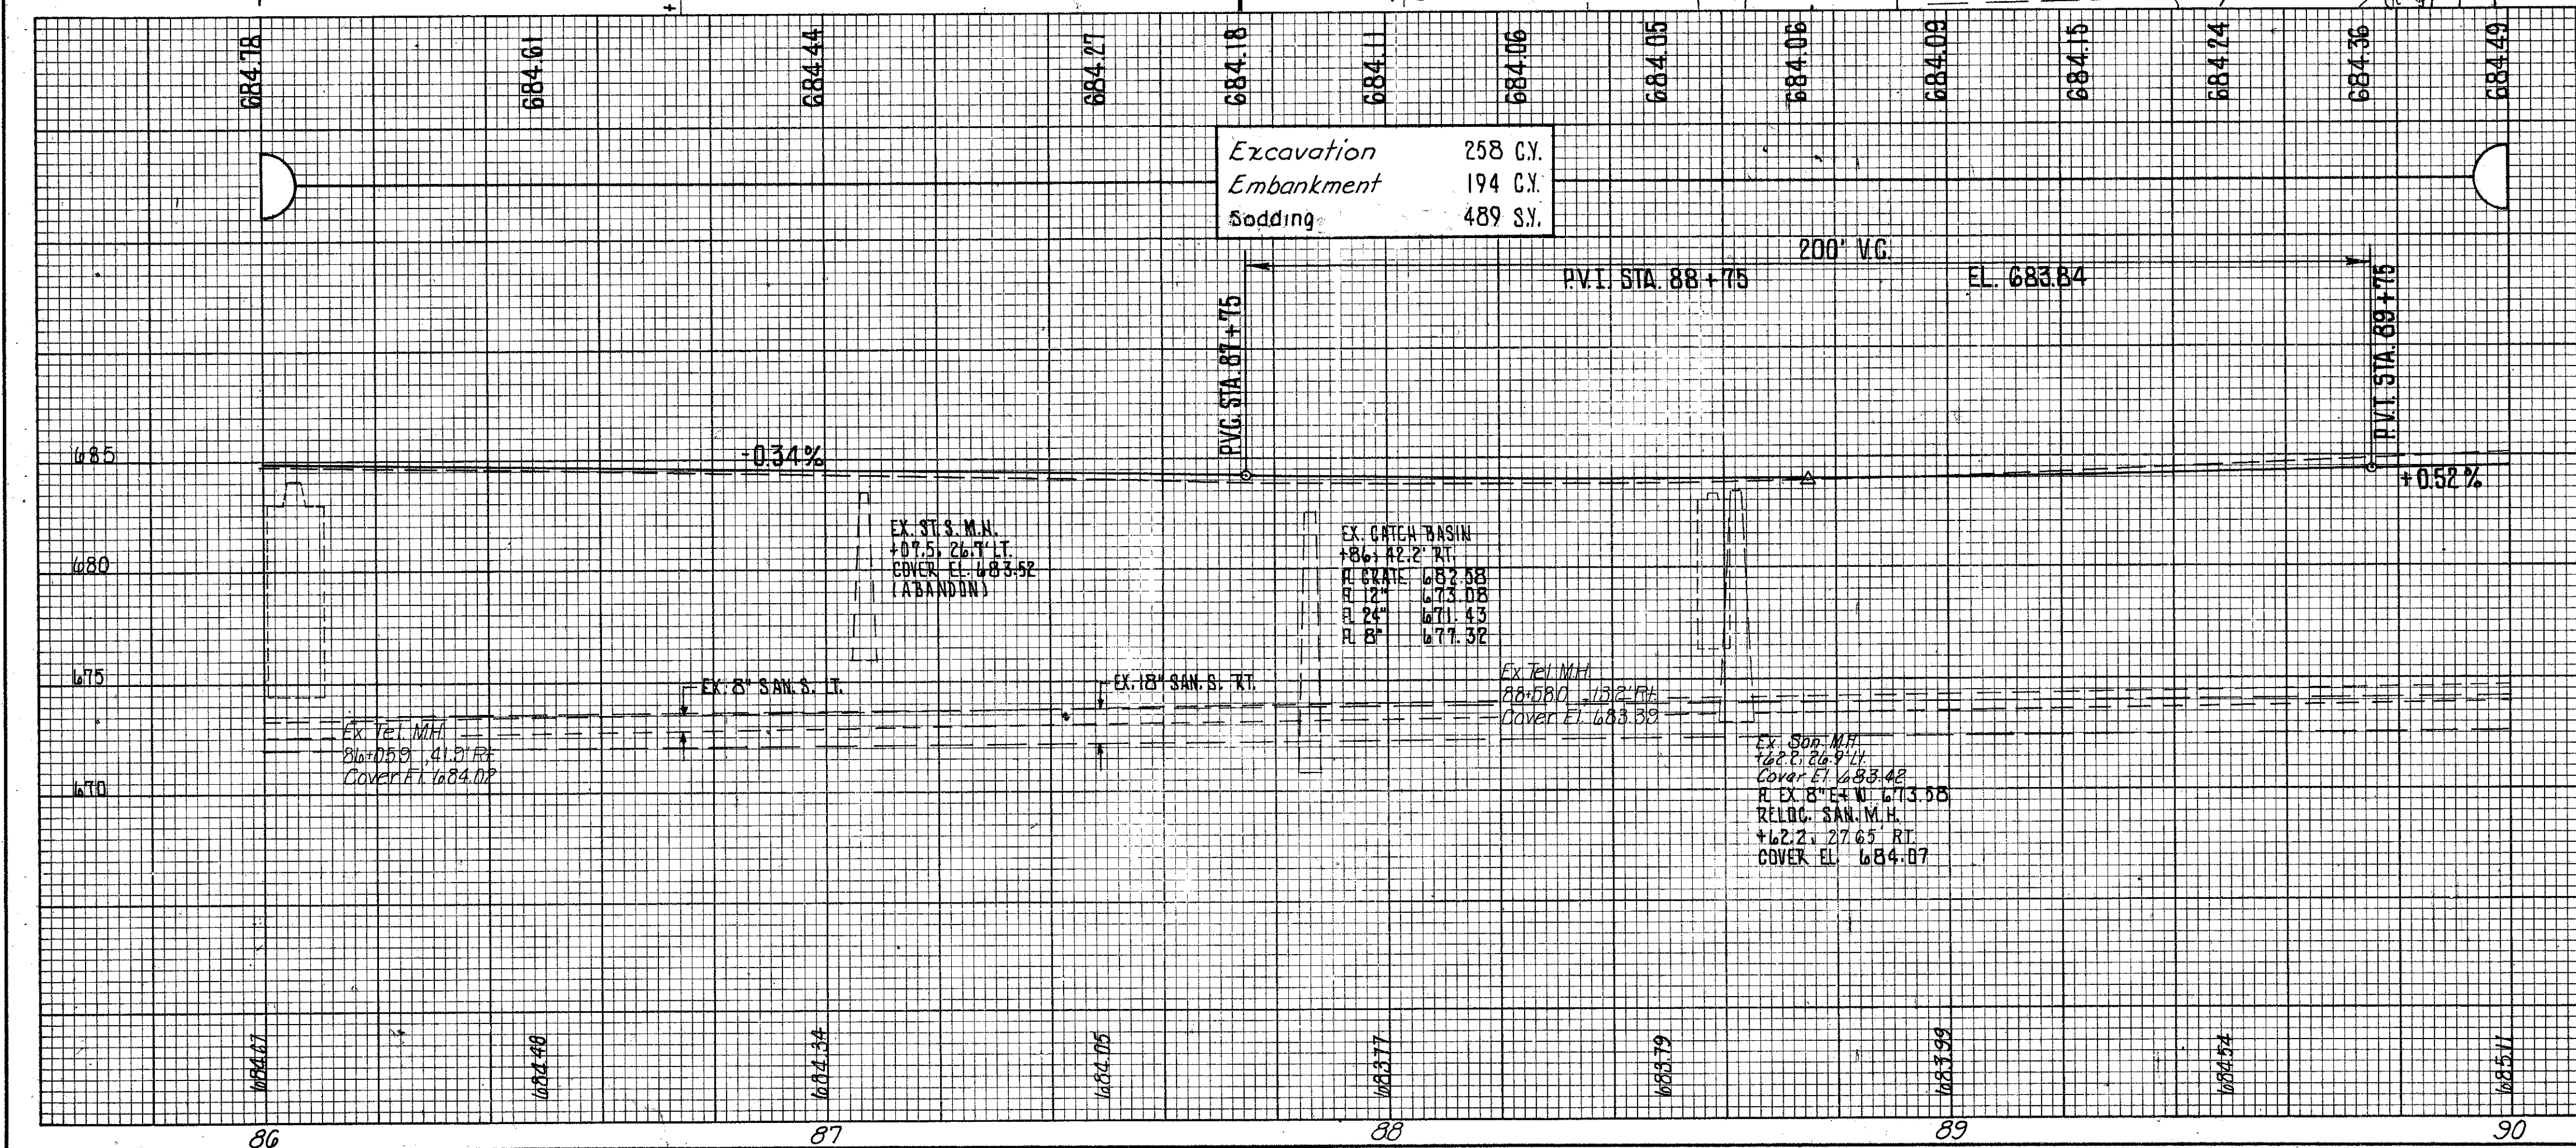 684.78
684.61
684.44
684.27
684.18
684.11
684.06
684.05
684.06
684.09
684.15
684.24
684.36
684.49
Excavation 258 C.Y.
Embankment 194 C.Y.
Sodding 489 S.Y.
200' V.C.
P.V.I. STA. 88+75 EL. 683.84
P.V.C. STA. 87+75
P.V.T. STA. 89+75
685
-0.34%
+0.52%
680
675
670
EX. ST. S. M.H.
+07.5, 26.7' LT.
COVER EL. 683.52
(ABANDON)
EX. CATCH BASIN
+86, 42.2' RT.
FL GRATE 682.58
FL 12" 673.08
FL 24" 671.43
FL 8" 677.32
EX. 8" SAN. S. LT.
EX. 18" SAN. S. RT.
Ex. Tel. M.H.
88+58.0, 13.2' Rt.
Cover El. 683.39
Ex. Tel. M.H.
86+05.9, 41.9' Rt.
Cover El. 684.02
Ex. San. M.H.
+62.2, 26.9' Lt.
Cover El. 683.42
FL EX. 8" E+W 673.58
RELOC. SAN. M.H.
+62.2, 27.65' RT.
COVER EL. 684.07
684.67
684.48
684.34
684.05
683.77
683.79
683.99
684.54
685.11
86
87
88
89
90